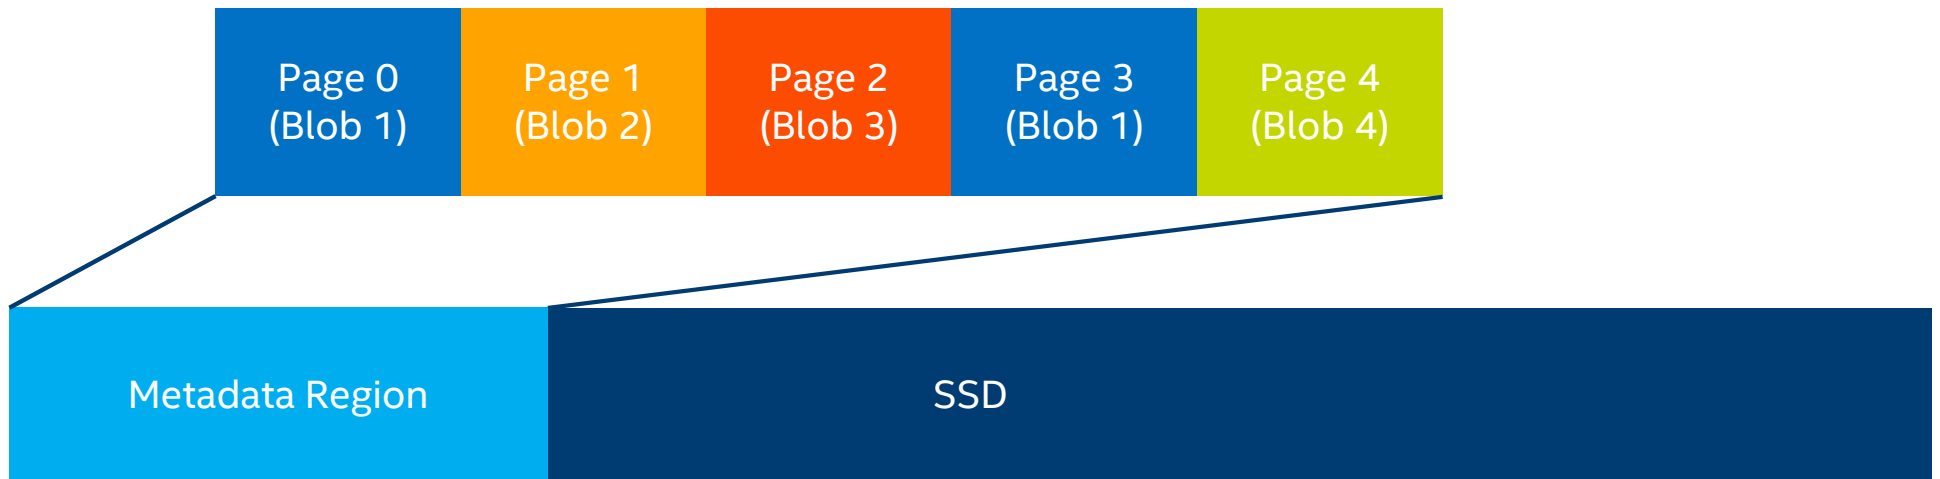 Page 0
(Blob 1)
Page 1
(Blob 2)
Page 2
(Blob 3)
Page 3
(Blob 1)
Page 4
(Blob 4)
Metadata Region
SSD